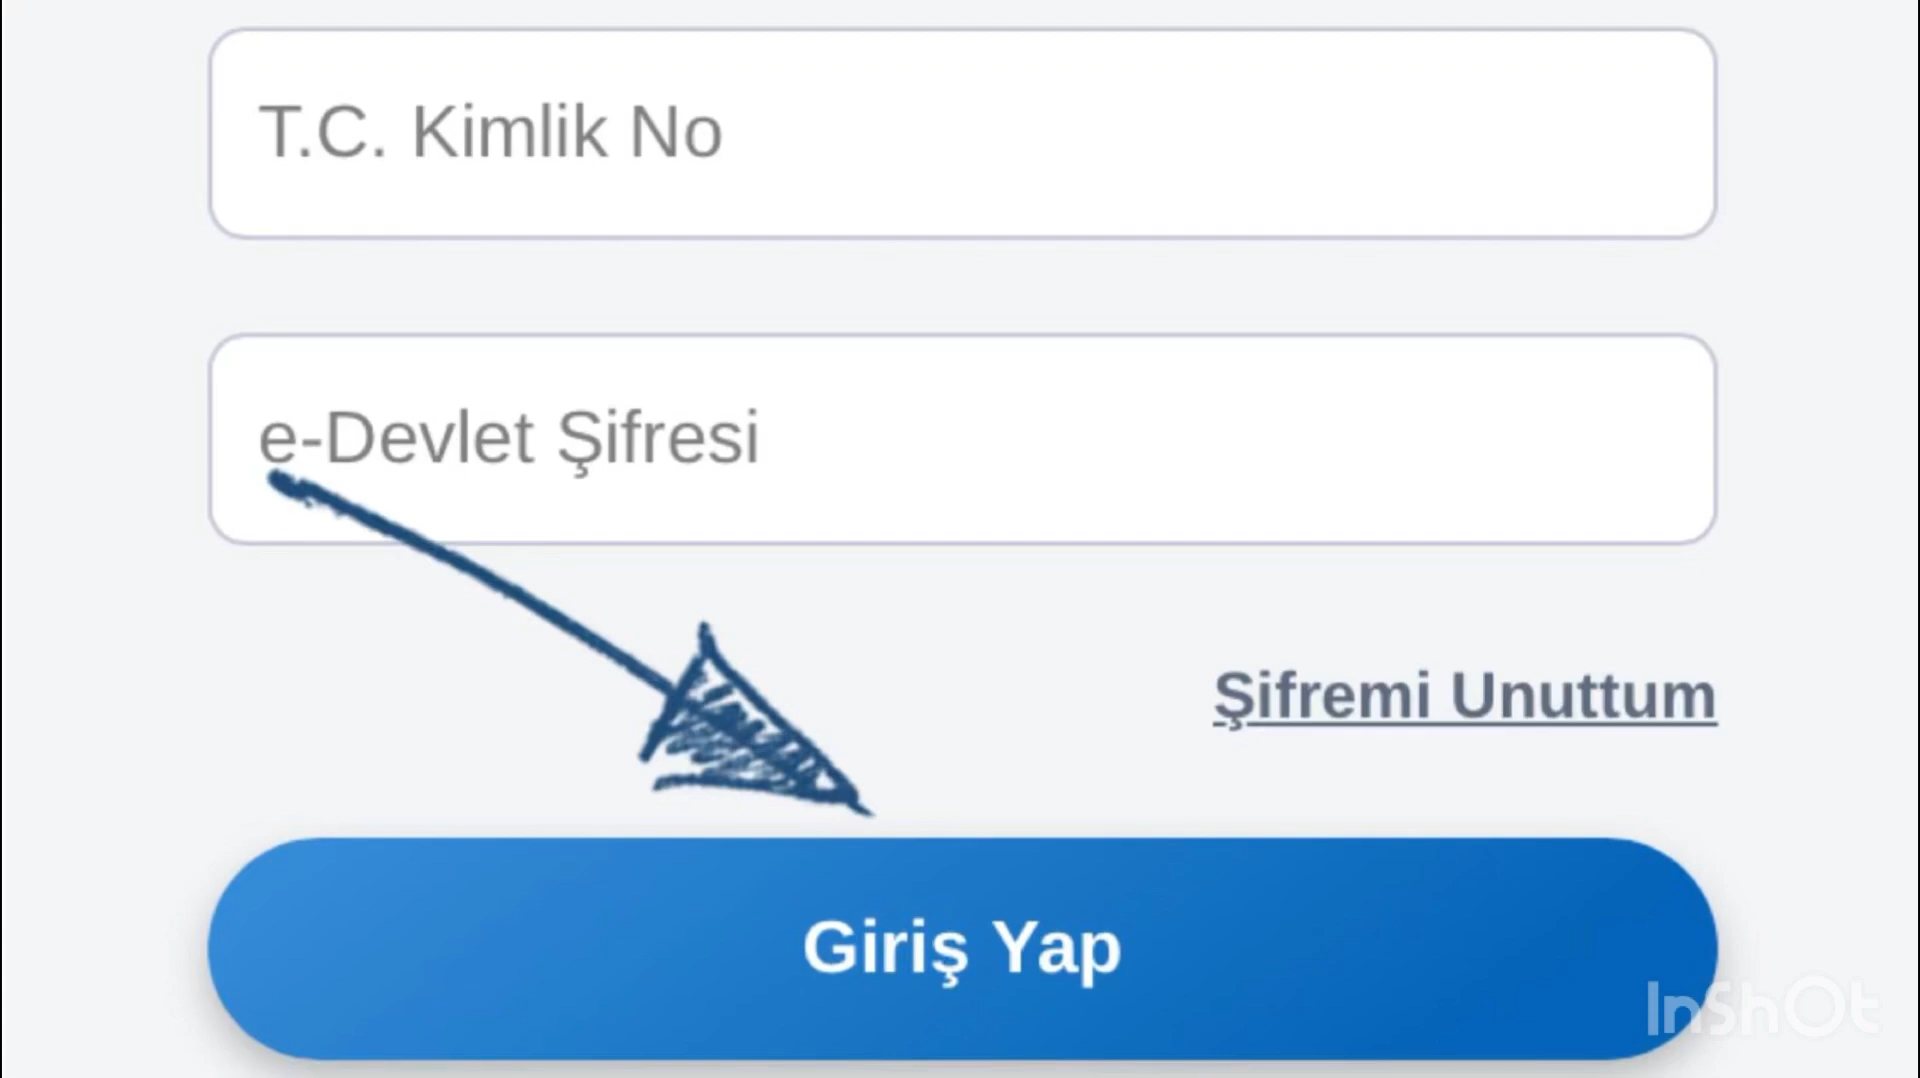 T.C. Kimlik No
e-Devlet Şifresi
Şifremi Unuttum
Giriş Yap
InShOt